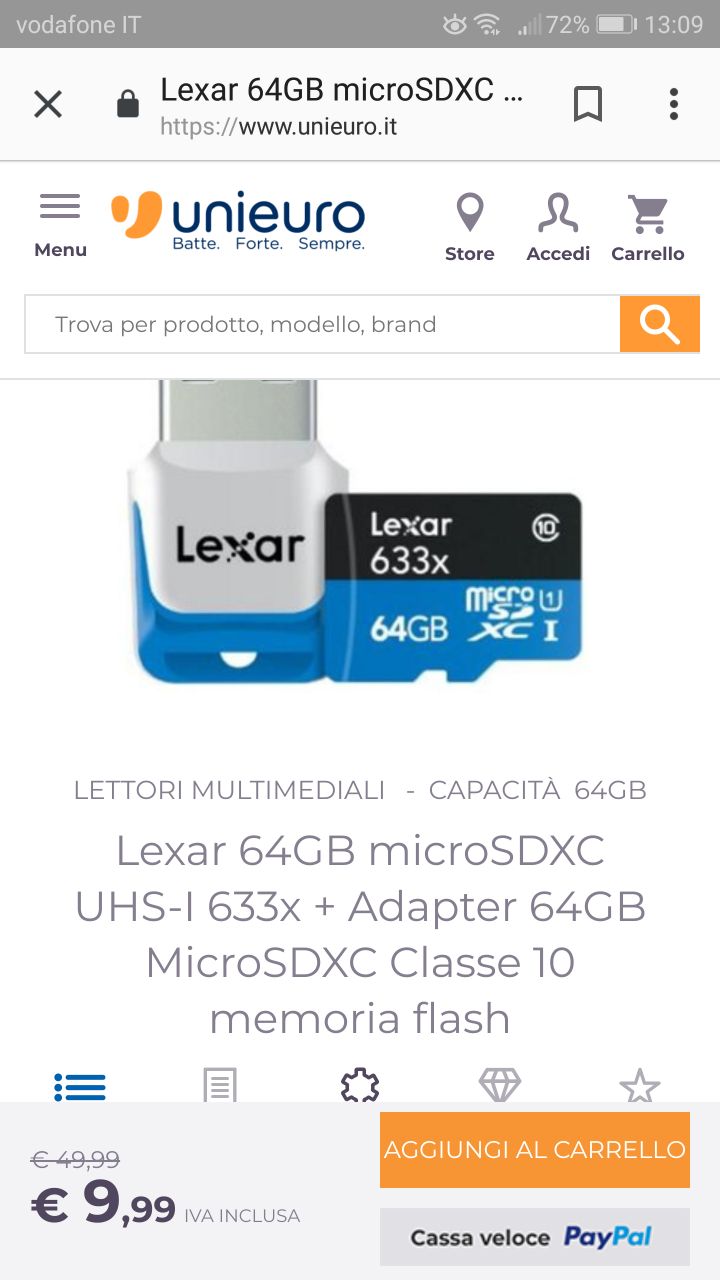 vodafone IT 72% 13:09
Lexar 64GB microSDXC ...
https://www.unieuro.it
unieuro
Batte. Forte. Sempre.
Menu Store Accedi Carrello
Trova per prodotto, modello, brand
Lexar
Lexar
10
633x
micro SD XC I
U1
64GB
LETTORI MULTIMEDIALI - CAPACITÀ 64GB
Lexar 64GB microSDXC
UHS-I 633x + Adapter 64GB
MicroSDXC Classe 10
memoria flash
€ 49,99
€ 9,99 IVA INCLUSA
AGGIUNGI AL CARRELLO
Cassa veloce PayPal